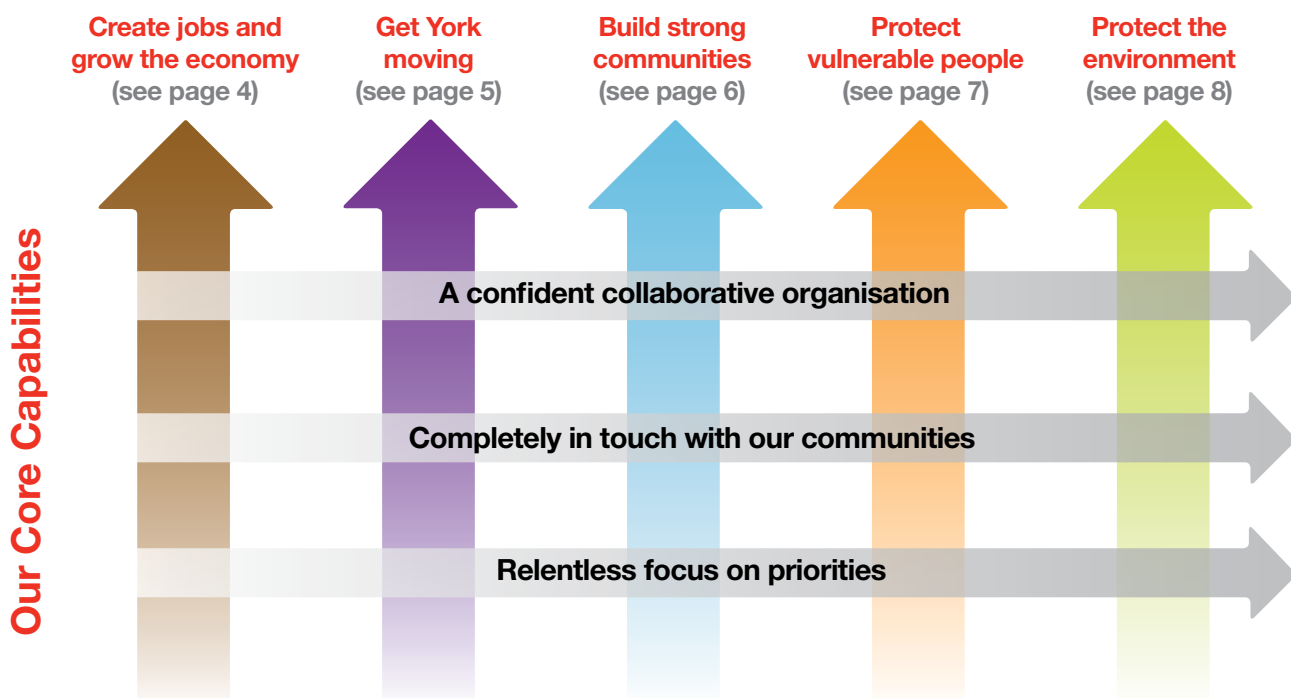 Create jobs and
grow the economy
(see page 4)
Get York
moving
(see page 5)
Build strong
communities
(see page 6)
Protect
vulnerable people
(see page 7)
Protect the
environment
(see page 8)
Our Core Capabilities
A confident collaborative organisation
Completely in touch with our communities
Relentless focus on priorities